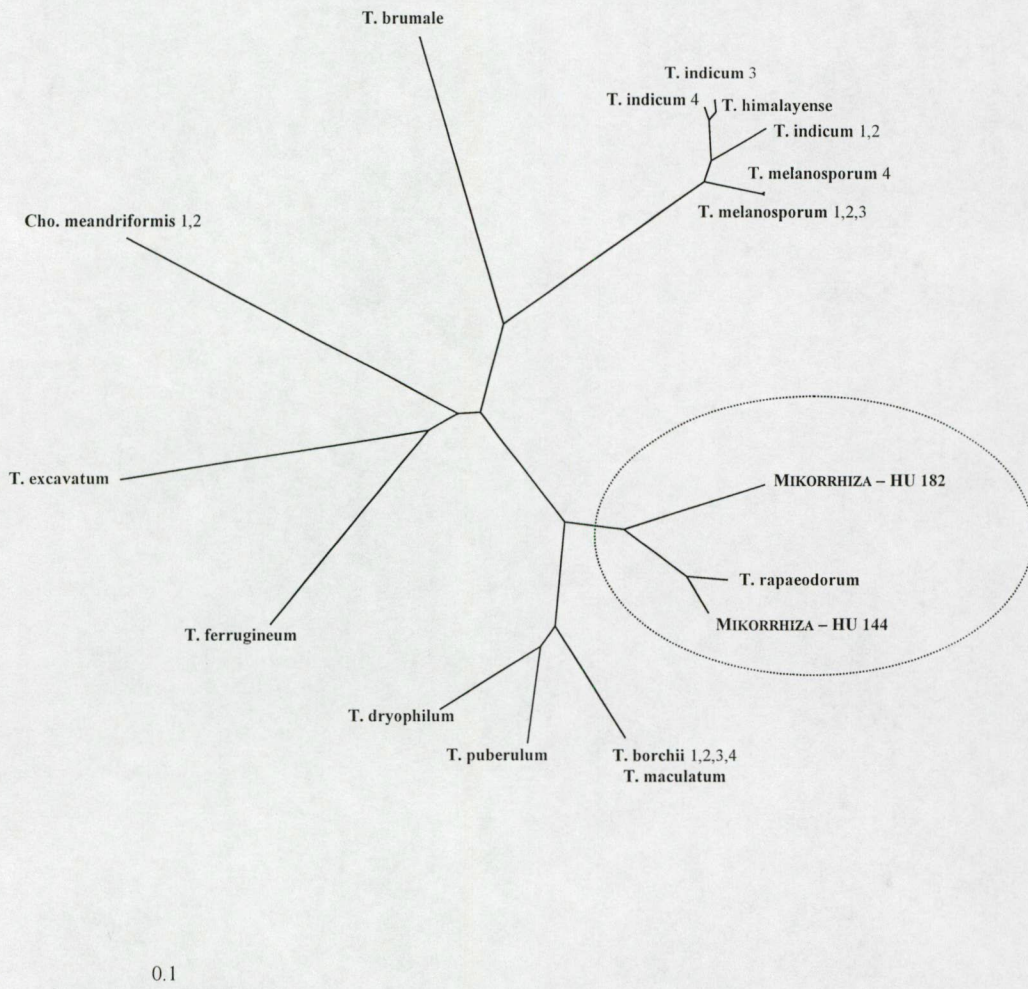 T. brumale
T. indicum 3
T. indicum 4
T. himalayense
T. indicum 1,2
T. melanosporum 4
T. melanosporum 1,2,3
Cho. meandriformis 1,2
T. excavatum
MIKORRHIZA – HU 182
T. rapaeodorum
MIKORRHIZA – HU 144
T. ferrugineum
T. dryophilum
T. puberulum
T. borchii 1,2,3,4
T. maculatum
0.1